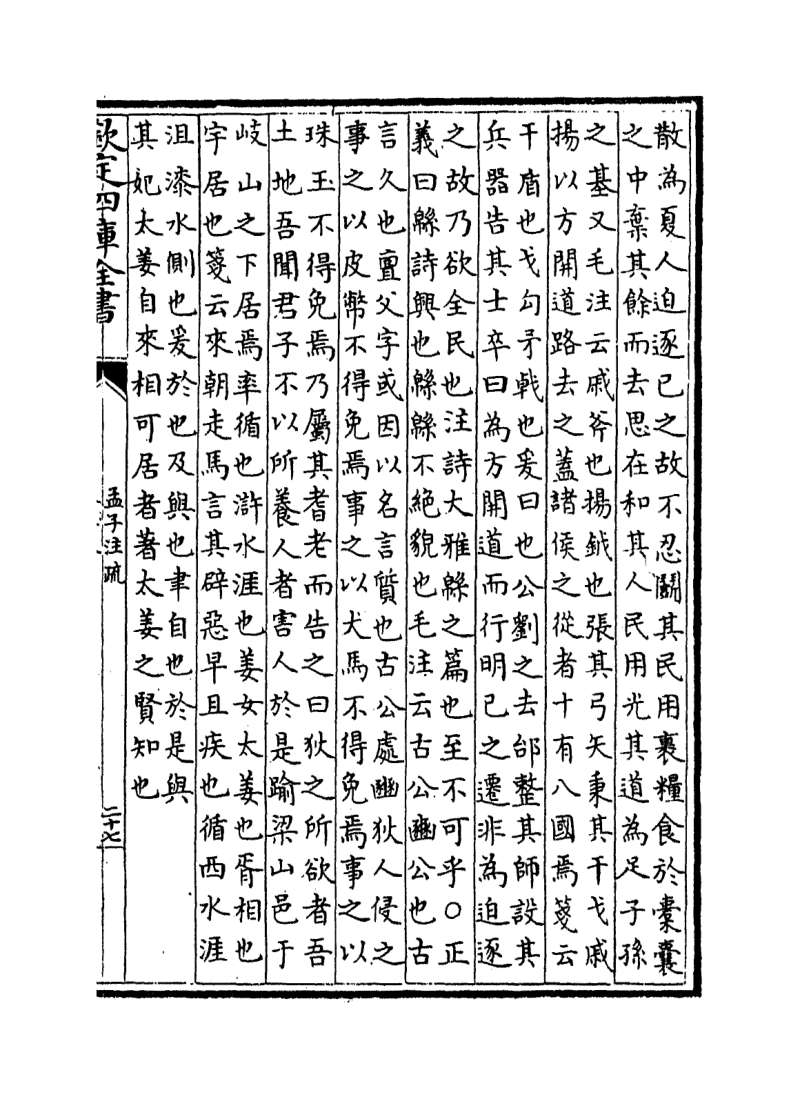 散為夏人迫逐已之故不忍鬭其民用裹糧食於橐囊
之中棄其餘而去思在和其人民用光其道為足子孫
之基又毛注云戚斧也揚鉞也張其弓矢秉其干戈戚
揚以方開道路去之蓋諸侯之從者十有八國焉箋云
干盾也戈勾矛戟也爰曰也公劉之去邰整其師設其
兵器告其士卒曰為方開道而行明已之遷非為迫逐
之故乃欲全民也注詩大雅緜之篇也至不可乎○正
義曰緜詩興也緜緜不絶貌也毛注云古公豳公也古
言久也亶父字或因以名言質也古公處豳狄人侵之
事之以皮幣不得免焉事之以犬馬不得免焉事之以
珠玉不得免焉乃屬其耆老而告之曰狄之所欲者吾
土地吾聞君子不以所養人者害人於是踰梁山邑于
岐山之下居焉率循也滸水涯也姜女太姜也胥相也
宇居也箋云來朝走馬言其辟惡早且疾也循西水涯
沮漆水側也爰於也及與也聿自也於是與
其妃太姜自來相可居者著太姜之賢知也
欽定四庫全書
孟子注疏
二十七